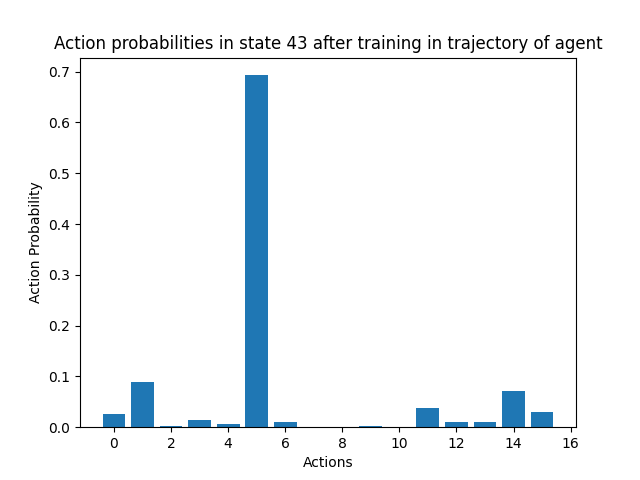 Action probabilities in state 43 after training in trajectory of agent
0.7
0.6
0.5
0.4
0.3
0.2
0.1
0.0
Action Probability
0 2 4 6 8 10 12 14 16
Actions